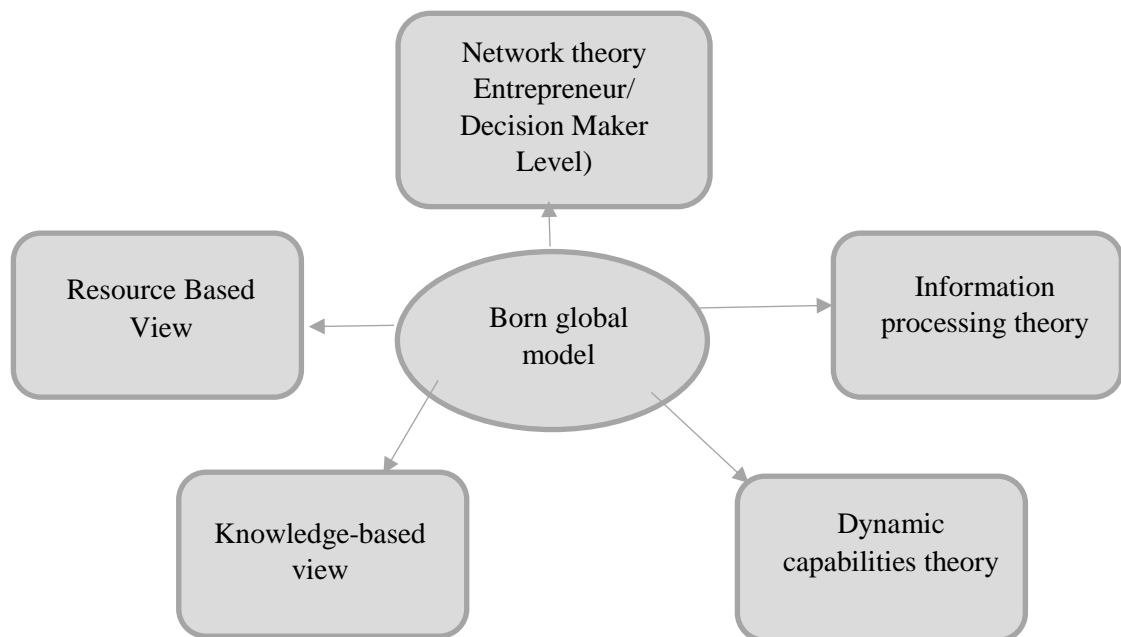 Network theory
Entrepreneur/
Decision Maker
Level)
Resource Based
View
Born global
model
Information
processing theory
Knowledge-based
view
Dynamic
capabilities theory